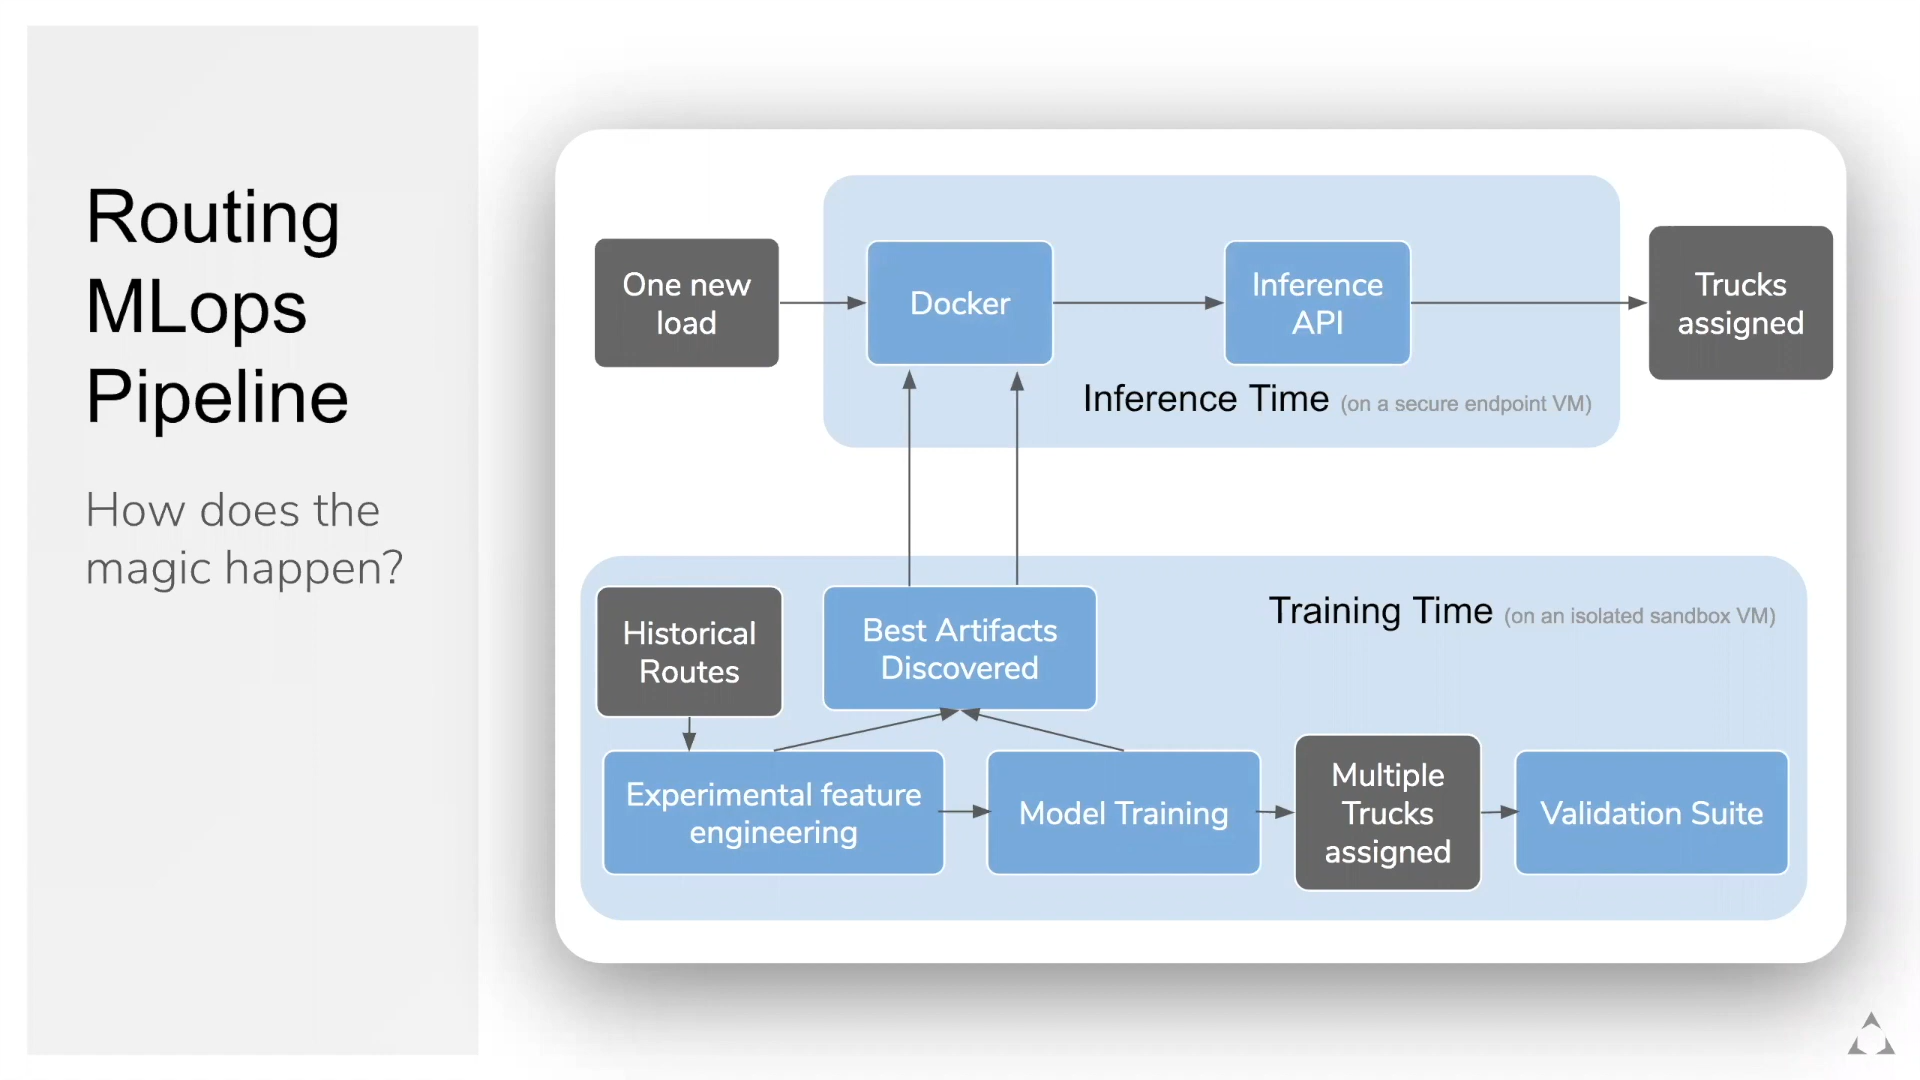 Routing
MLops
Pipeline
How does the
magic happen?
One new
load
Docker
Inference
API
Trucks
assigned
Inference Time (on a secure endpoint VM)
Historical
Routes
Best Artifacts
Discovered
Training Time (on an isolated sandbox VM)
Experimental feature
engineering
Model Training
Multiple
Trucks
assigned
Validation Suite